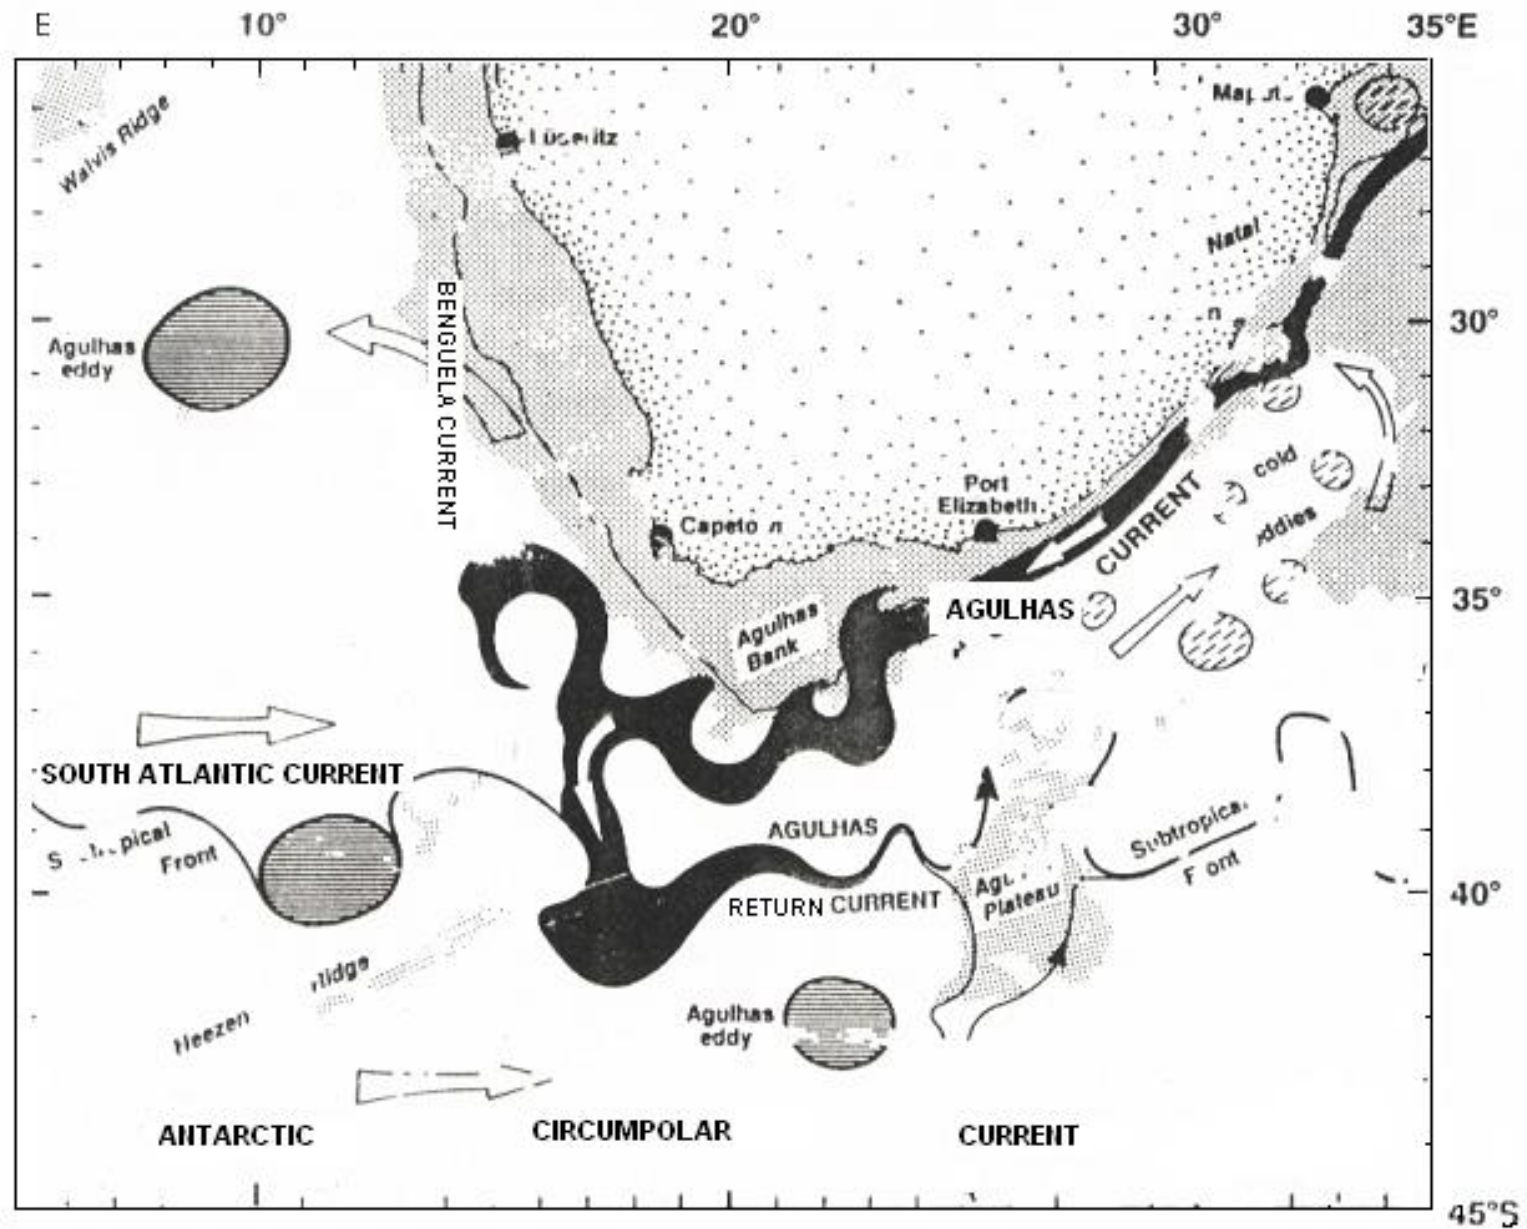 E
10°
20°
30°
35°E
Walvis Ridge
Natal
30°
Agulhas
eddy
BENGUELA CURRENT
cold
Port
Elizabeth
CURRENT
35°
AGULHAS
Agulhas
Bank
SOUTH ATLANTIC CURRENT
Front
AGULHAS
RETURN CURRENT
Plateau
40°
Heezen
Agulhas
eddy
ANTARCTIC
CIRCUMPOLAR
CURRENT
45°S